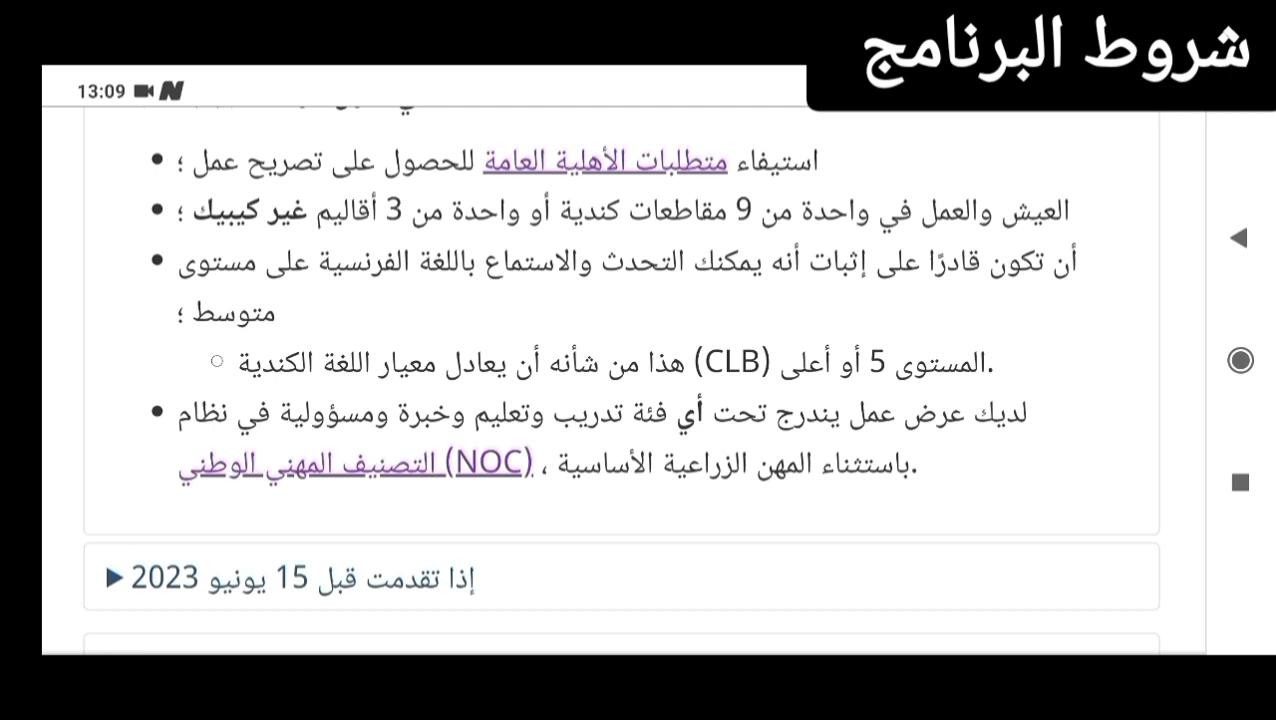 شروط البرنامج
13:09
استيفاء متطلبات الأهلية العامة للحصول على تصريح عمل ؛
العيش والعمل في واحدة من 9 مقاطعات كندية أو واحدة من 3 أقاليم غير كيبيك ؛
أن تكون قادرًا على إثبات أنه يمكنك التحدث والاستماع باللغة الفرنسية على مستوى
متوسط ؛
هذا من شأنه أن يعادل معيار اللغة الكندية (CLB) المستوى 5 أو أعلى.
لديك عرض عمل يندرج تحت أي فئة تدريب وتعليم وخبرة ومسؤولية في نظام
التصنيف المهني الوطني (NOC) ، باستثناء المهن الزراعية الأساسية.
إذا تقدمت قبل 15 يونيو 2023